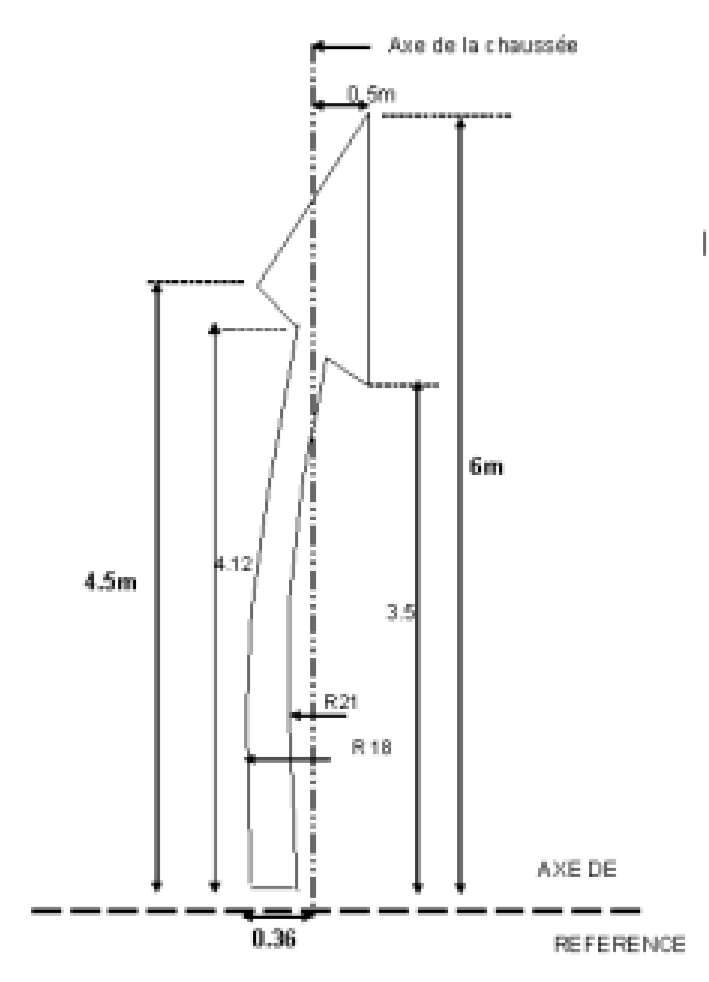 Axe de la chaussée
0.5m
6m
4.12
4.5m
3.5
R21
R 18
AXE DE
0.36
REFERENCE